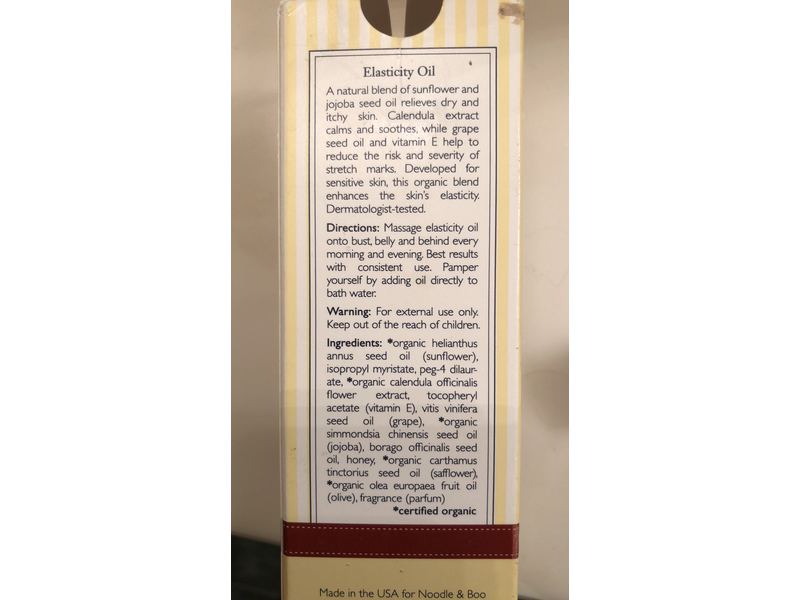 Elasticity Oil
A natural blend of sunflower and
jojoba seed oil relieves dry and
itchy skin. Calendula extract
calms and soothes, while grape
seed oil and vitamin E help to
reduce the risk and severity of
stretch marks. Developed for
sensitive skin, this organic blend
enhances the skin's elasticity.
Dermatologist-tested.
Directions: Massage elasticity oil
onto bust, belly and behind every
morning and evening. Best results
with consistent use. Pamper
yourself by adding oil directly to
bath water.
Warning: For external use only.
Keep out of the reach of children.
Ingredients: *organic helianthus
annus seed oil (sunflower),
isopropyl myristate, peg-4 dilaur-
ate, *organic calendula officinalis
flower extract, tocopheryl
acetate (vitamin E), vitis vinifera
seed oil (grape), *organic
simmondsia chinensis seed oil
(jojoba), borago officinalis seed
oil, honey, *organic carthamus
tinctorius seed oil (safflower),
*organic olea europaea fruit oil
(olive), fragrance (parfum)
*certified organic
Made in the USA for Noodle & Boo